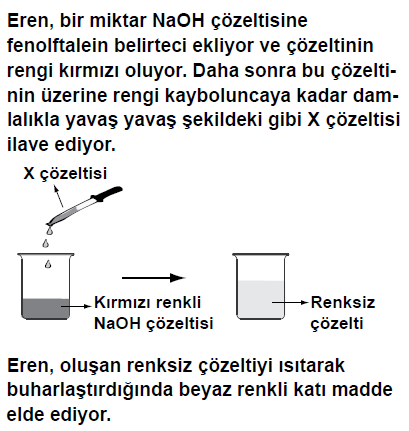 Eren, bir miktar NaOH çözeltisine
fenolftalein belirteci ekliyor ve çözeltinin
rengi kırmızı oluyor. Daha sonra bu çözelti-
nin üzerine rengi kayboluncaya kadar dam-
lalıkla yavaş yavaş şekildeki gibi X çözeltisi
ilave ediyor.
X çözeltisi
Kırmızı renkli
NaOH çözeltisi
Renksiz
çözelti
Eren, oluşan renksiz çözeltiyi ısıtarak
buharlaştırdığında beyaz renkli katı madde
elde ediyor.